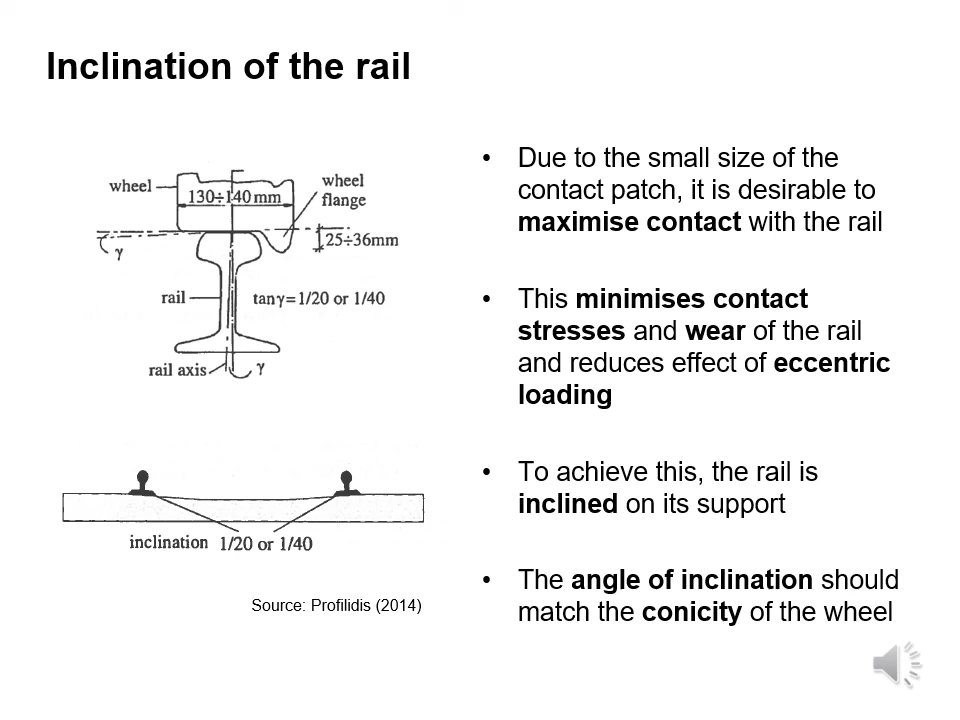 Inclination of the rail
wheel
130÷140 mm
wheel
flange
γ
25÷36mm
rail
tanγ=1/20 or 1/40
rail axis
γ
inclination 1/20 or 1/40
Source: Profilidis (2014)
• Due to the small size of the
contact patch, it is desirable to
maximise contact with the rail
• This minimises contact
stresses and wear of the rail
and reduces effect of eccentric
loading
• To achieve this, the rail is
inclined on its support
• The angle of inclination should
match the conicity of the wheel